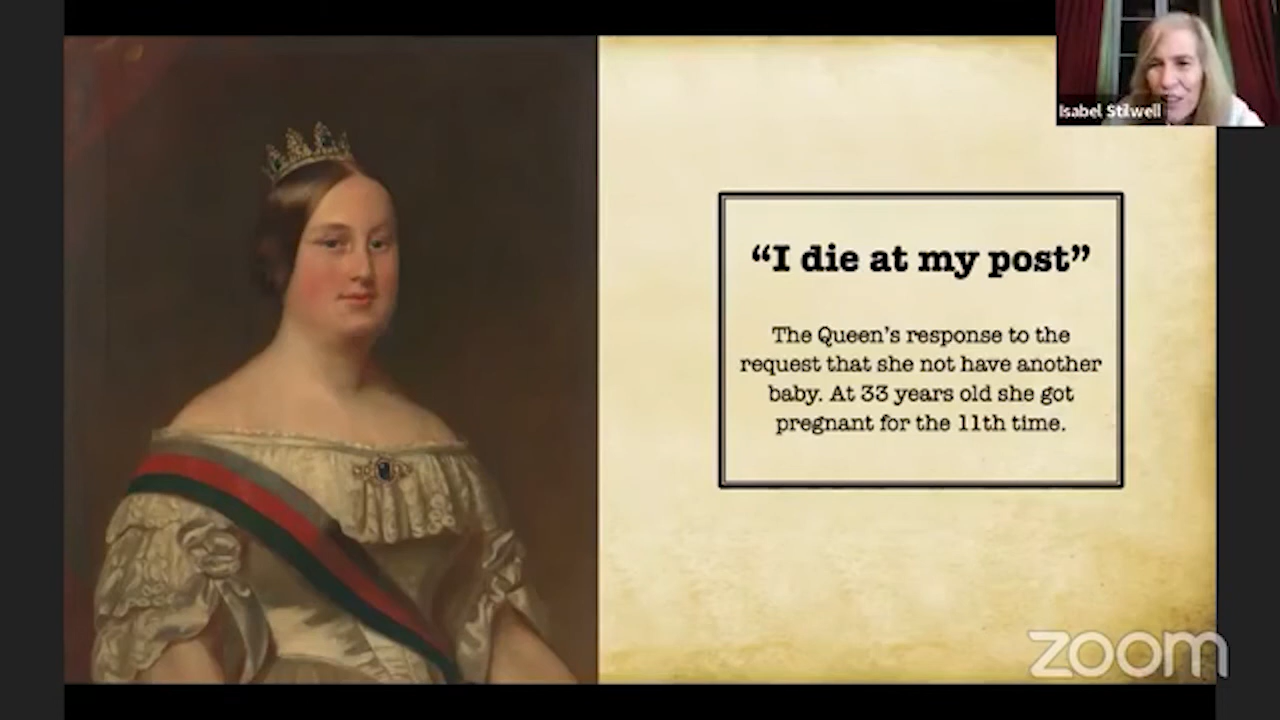 Isabel Stilwell
“I die at my post”
The Queen’s response to the
request that she not have another
baby. At 33 years old she got
pregnant for the 11th time.
zoom